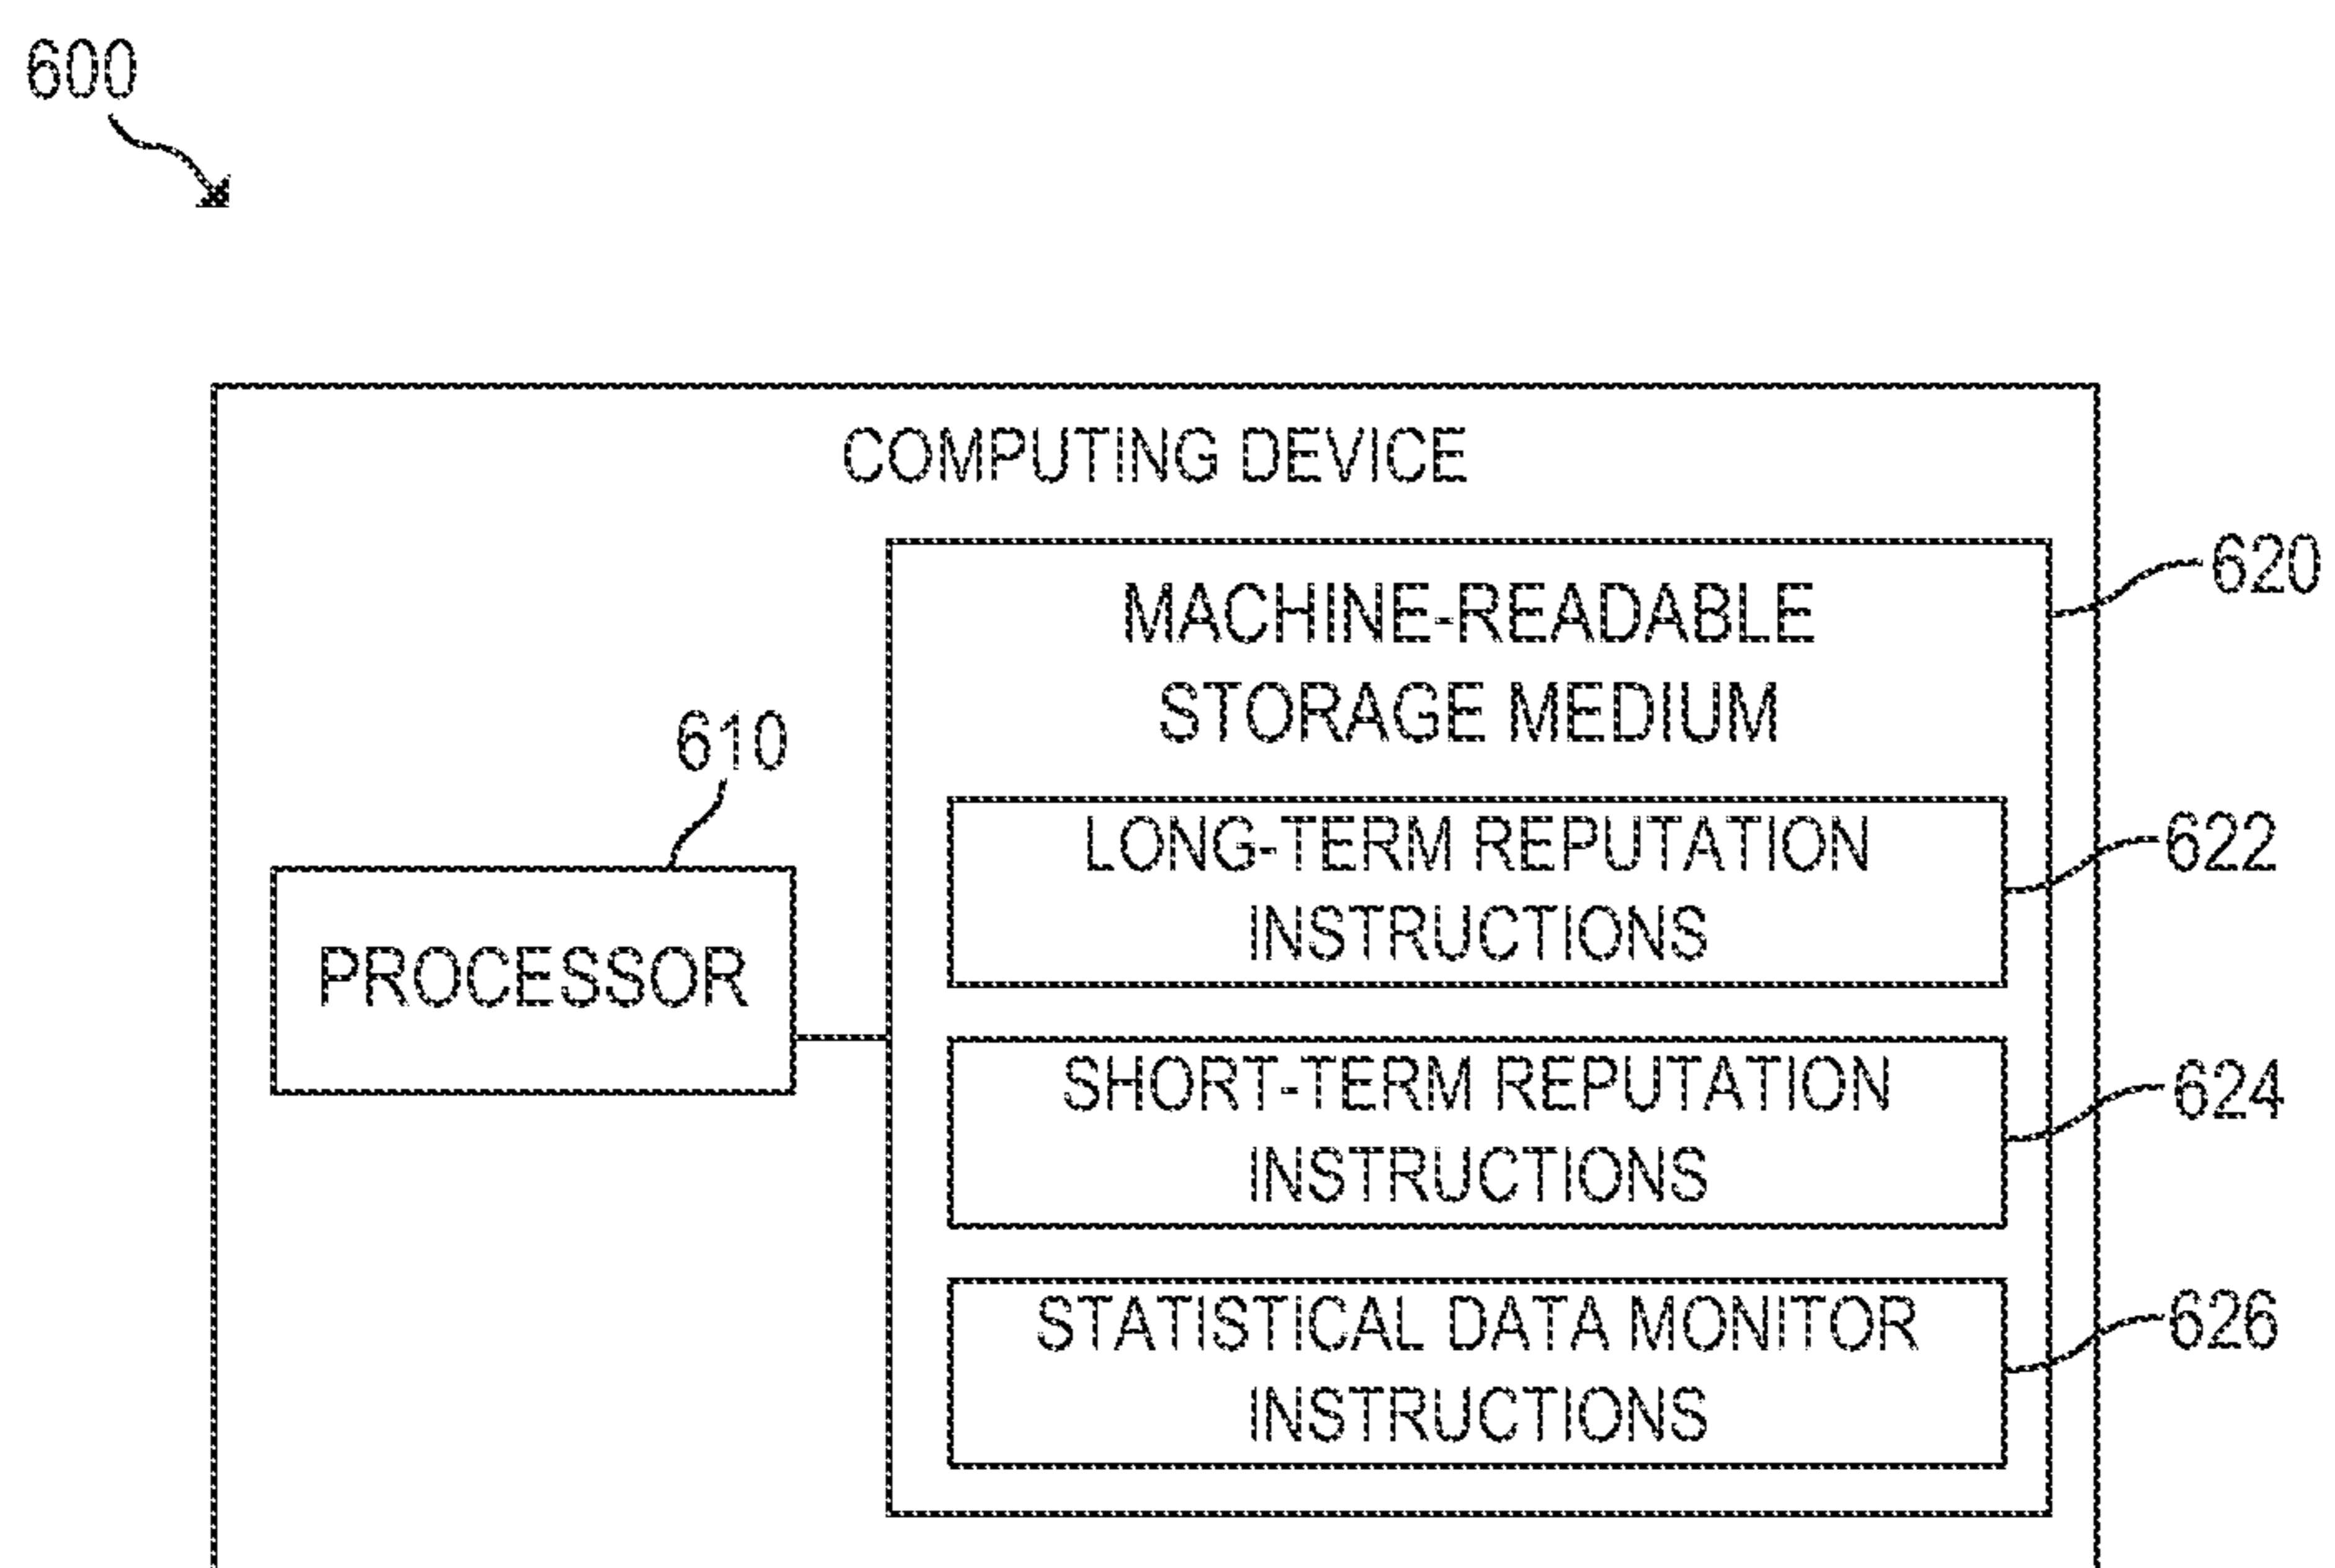 600
COMPUTING DEVICE
620
MACHINE-READABLE
STORAGE MEDIUM
610
LONG-TERM REPUTATION
INSTRUCTIONS
622
PROCESSOR
SHORT-TERM REPUTATION
INSTRUCTIONS
624
STATISTICAL DATA MONITOR
INSTRUCTIONS
626